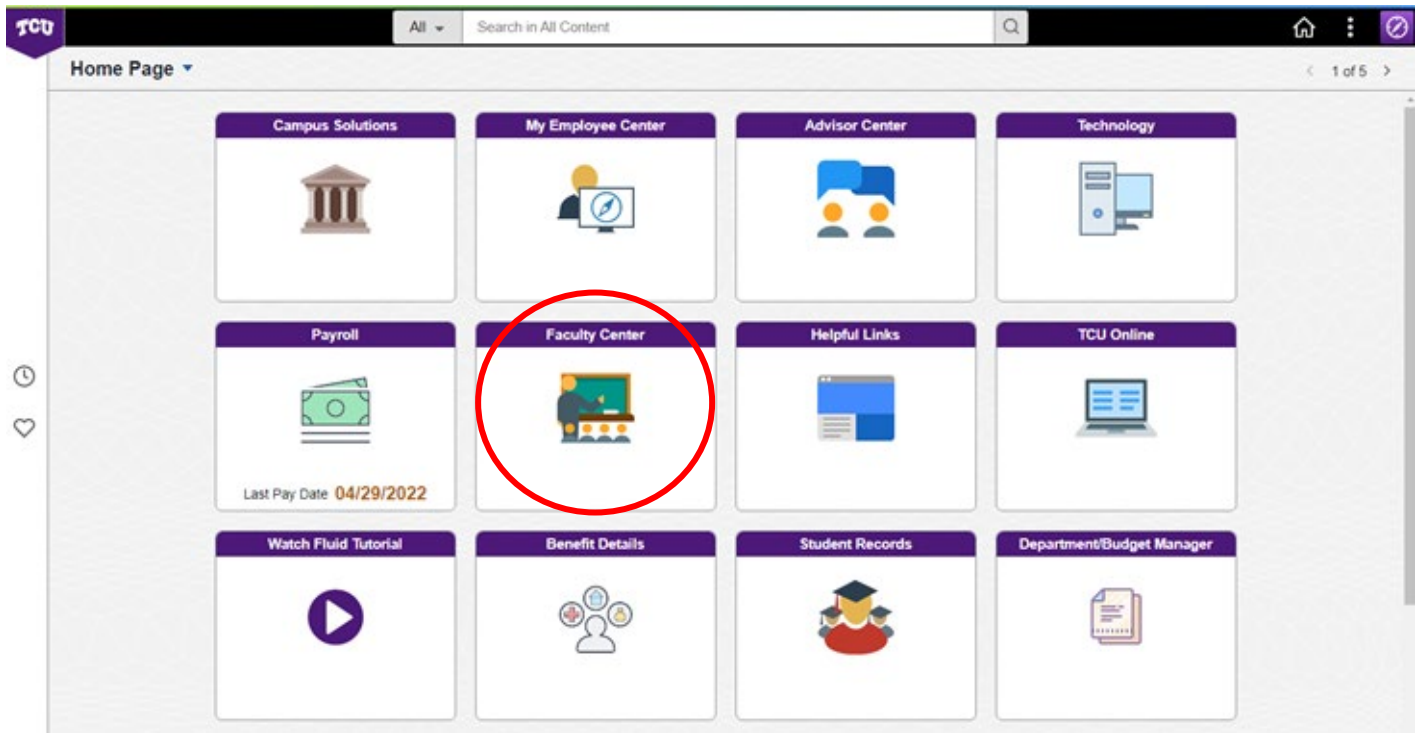 TCU
All
Search in All Content
Home Page
1 of 5
Campus Solutions
My Employee Center
Advisor Center
Technology
Payroll
Last Pay Date 04/29/2022
Faculty Center
Helpful Links
TCU Online
Watch Fluid Tutorial
Benefit Details
Student Records
Department/Budget Manager